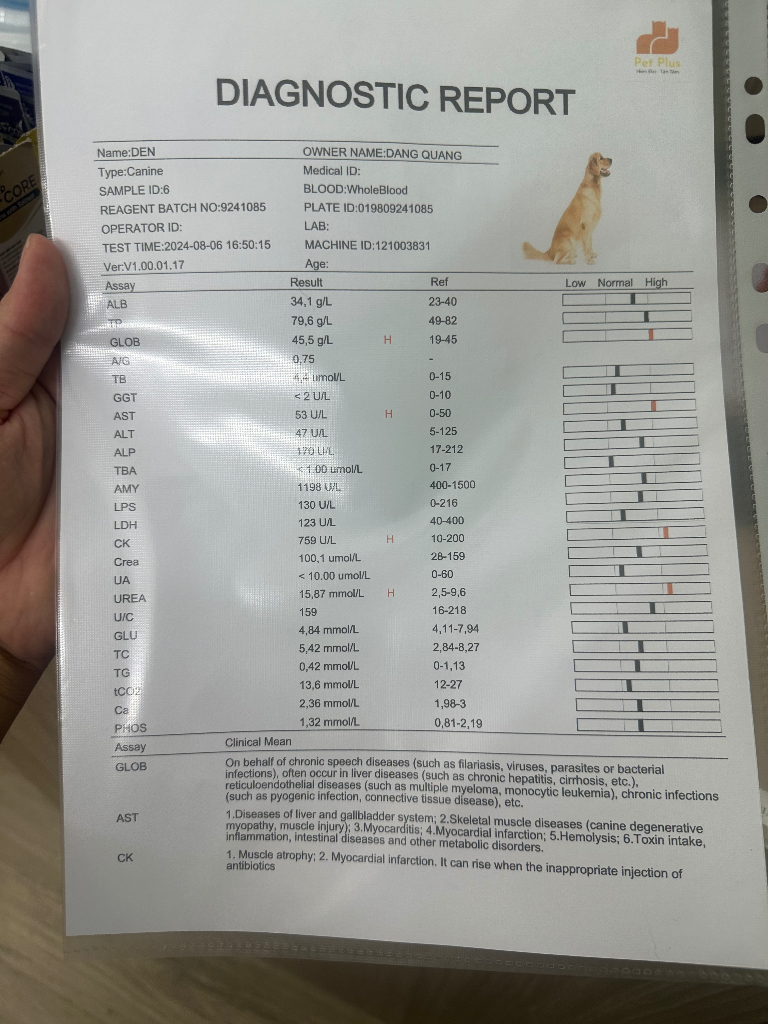 Pet Plus
DIAGNOSTIC REPORT
Name:DEN OWNER NAME:DANG QUANG
Type:Canine Medical ID:
SAMPLE ID:6 BLOOD:WholeBlood
REAGENT BATCH NO:9241085 PLATE ID:019809241085
OPERATOR ID: LAB:
TEST TIME:2024-08-06 16:50:15 MACHINE ID:121003831
Ver:V1.00.01.17 Age:
Assay Result Ref Low Normal High
ALB 34,1 g/L 23-40
TP 79,6 g/L 49-82
GLOB 45,5 g/L H 19-45
A/G 0,75 -
TB 4,4 umol/L 0-15
GGT < 2 U/L 0-10
AST 53 U/L H 0-50
ALT 47 U/L 5-125
ALP 170 U/L 17-212
TBA < 1.00 umol/L 0-17
AMY 1198 U/L 400-1500
LPS 130 U/L 0-216
LDH 123 U/L 40-400
CK 759 U/L H 10-200
Crea 100,1 umol/L 28-159
UA < 10.00 umol/L 0-60
UREA 15,87 mmol/L H 2,5-9,6
U/C 159 16-218
GLU 4,84 mmol/L 4,11-7,94
TC 5,42 mmol/L 2,84-8,27
TG 0,42 mmol/L 0-1,13
tCO2 13,6 mmol/L 12-27
Ca 2,36 mmol/L 1,98-3
PHOS 1,32 mmol/L 0,81-2,19
Assay Clinical Mean
GLOB On behalf of chronic speech diseases (such as filariasis, viruses, parasites or bacterial
infections), often occur in liver diseases (such as chronic hepatitis, cirrhosis, etc.),
reticuloendothelial diseases (such as multiple myeloma, monocytic leukemia), chronic infections
(such as pyogenic infection, connective tissue disease), etc.
AST 1.Diseases of liver and gallbladder system; 2.Skeletal muscle diseases (canine degenerative
myopathy, muscle injury); 3.Myocarditis; 4.Myocardial infarction; 5.Hemolysis; 6.Toxin intake,
inflammation, intestinal diseases and other metabolic disorders.
CK 1. Muscle atrophy; 2. Myocardial infarction. It can rise when the inappropriate injection of
antibiotics
CORE